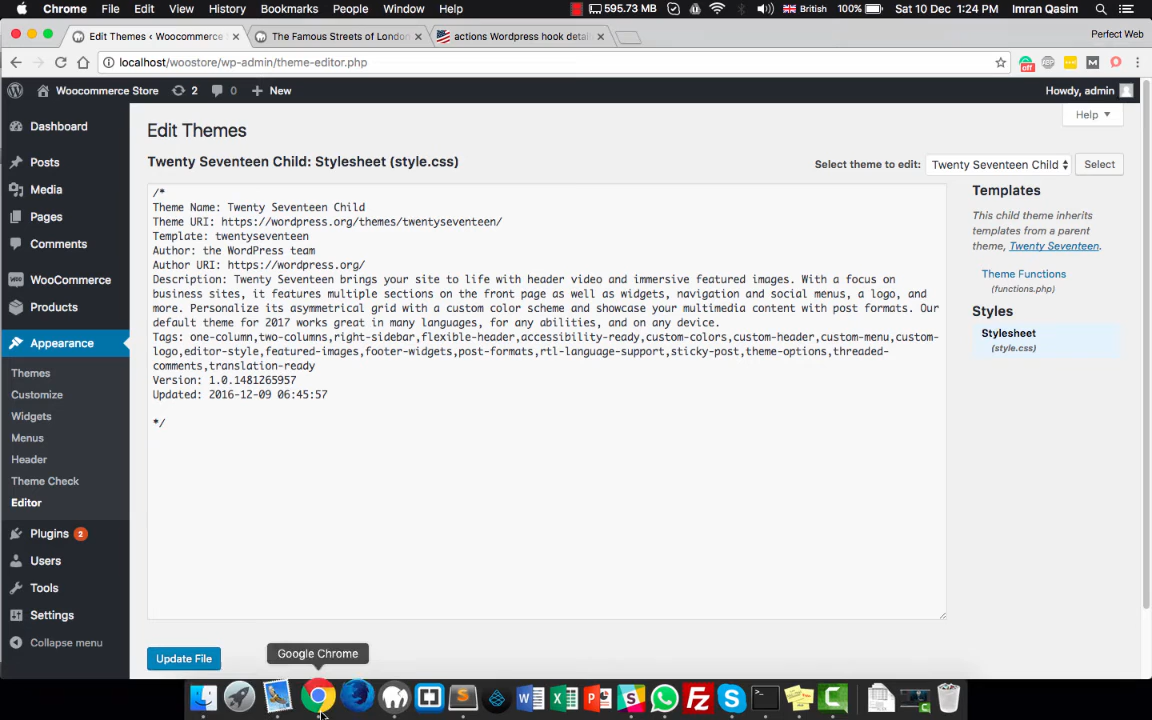 Chrome File Edit View History Bookmarks People Window Help 595.73 MB British 100% Sat 10 Dec 1:24 PM Imran Qasim
Edit Themes ‹ Woocommerce
The Famous Streets of London
actions Wordpress hook detai
Perfect Web
localhost/woostore/wp-admin/theme-editor.php
off
Woocommerce Store 2 0 + New
Howdy, admin
Dashboard
Posts
Media
Pages
Comments
WooCommerce
Products
Appearance
Themes
Customize
Widgets
Menus
Header
Theme Check
Editor
Plugins 2
Users
Tools
Settings
Collapse menu
Help
Edit Themes
Twenty Seventeen Child: Stylesheet (style.css)
Select theme to edit: Twenty Seventeen Child Select
/*
Theme Name: Twenty Seventeen Child
Theme URI: https://wordpress.org/themes/twentyseventeen/
Template: twentyseventeen
Author: the WordPress team
Author URI: https://wordpress.org/
Description: Twenty Seventeen brings your site to life with header video and immersive featured images. With a focus on
business sites, it features multiple sections on the front page as well as widgets, navigation and social menus, a logo, and
more. Personalize its asymmetrical grid with a custom color scheme and showcase your multimedia content with post formats. Our
default theme for 2017 works great in many languages, for any abilities, and on any device.
Tags: one-column,two-columns,right-sidebar,flexible-header,accessibility-ready,custom-colors,custom-header,custom-menu,custom-
logo,editor-style,featured-images,footer-widgets,post-formats,rtl-language-support,sticky-post,theme-options,threaded-
comments,translation-ready
Version: 1.0.1481265957
Updated: 2016-12-09 06:45:57
*/
Templates
This child theme inherits
templates from a parent
theme, Twenty Seventeen.
Theme Functions
(functions.php)
Styles
Stylesheet
(style.css)
Update File
Google Chrome